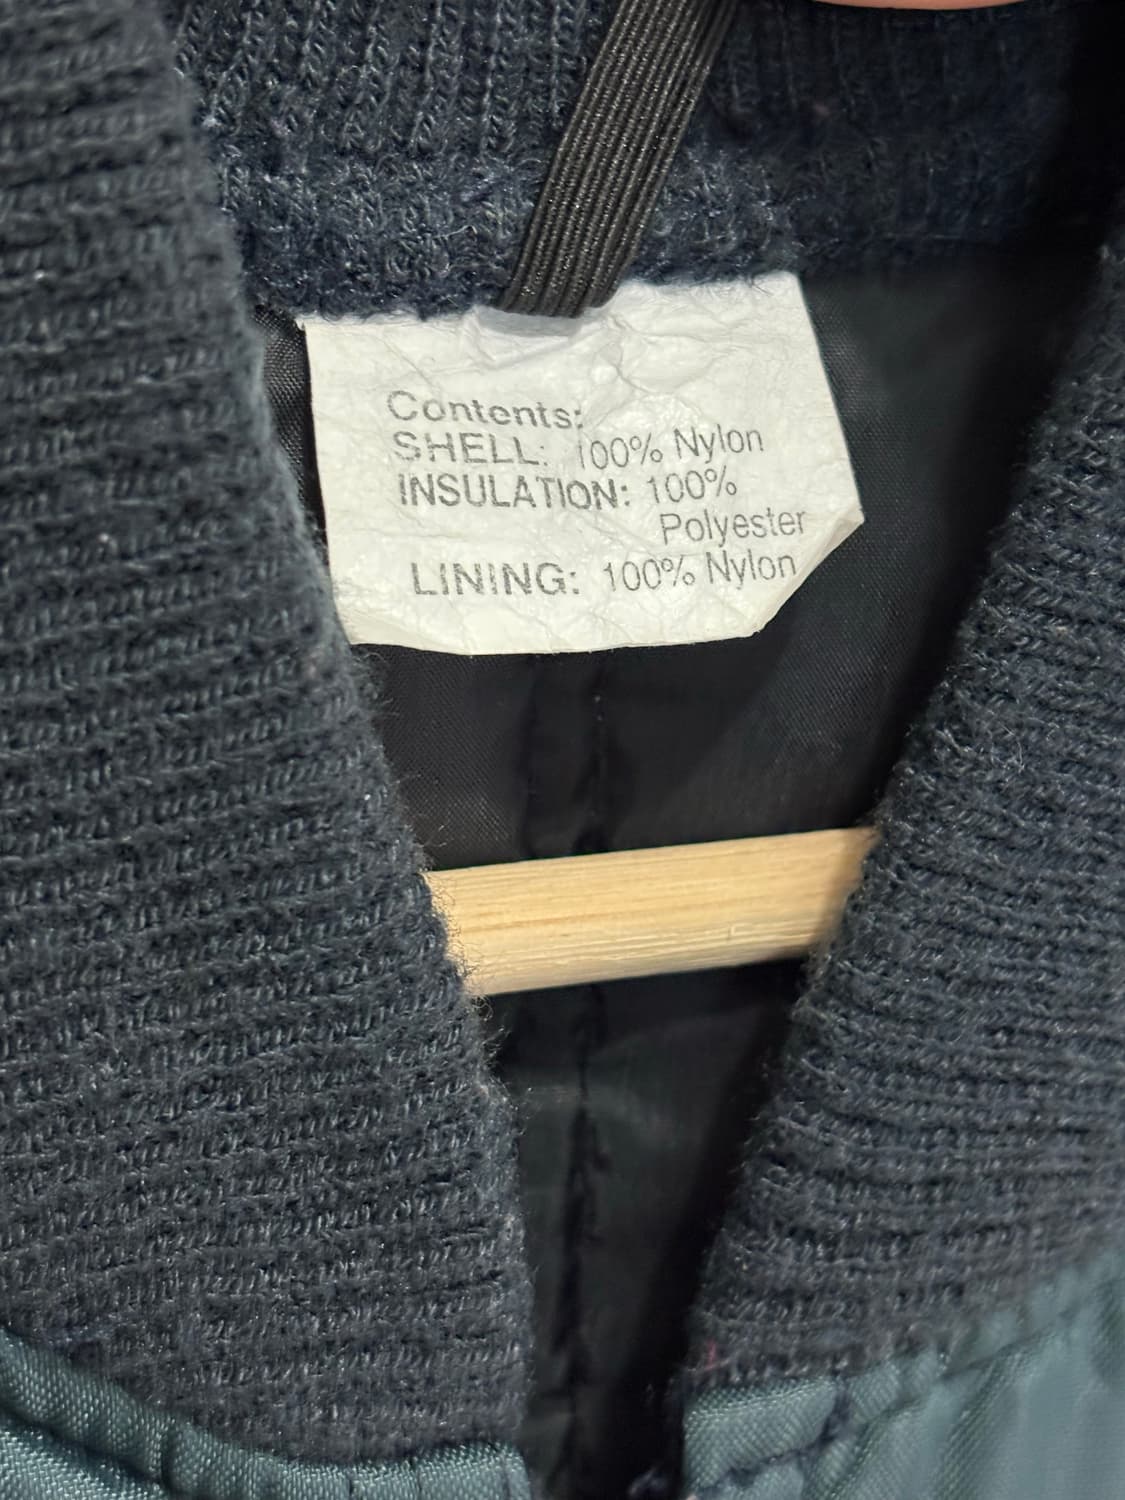 Contents:
SHELL: 100% Nylon
INSULATION: 100%
Polyester
LINING: 100% Nylon